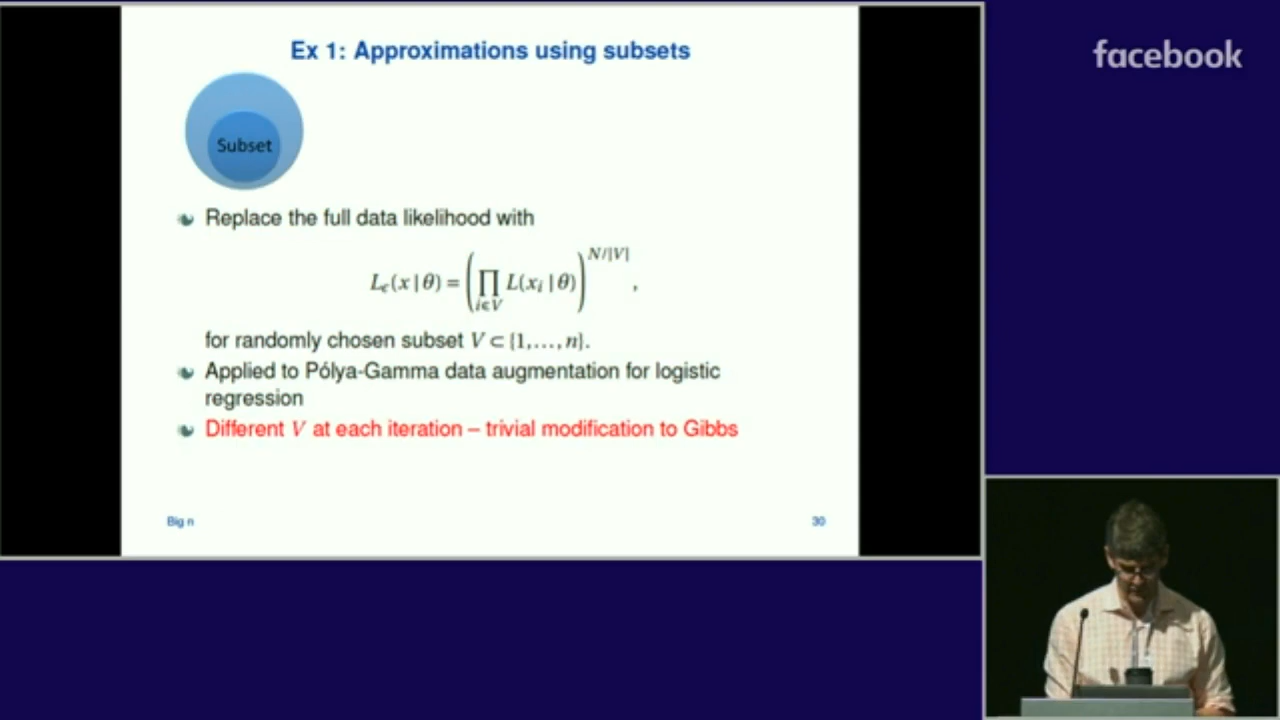 Ex 1: Approximations using subsets
facebook
Subset
Replace the full data likelihood with
L_ϵ(x | θ) = (∏_{i∈V} L(x_i | θ))^{N/|V|},
for randomly chosen subset V ⊂ {1,…,n}.
Applied to Pólya-Gamma data augmentation for logistic
regression
Different V at each iteration – trivial modification to Gibbs
Big n
30